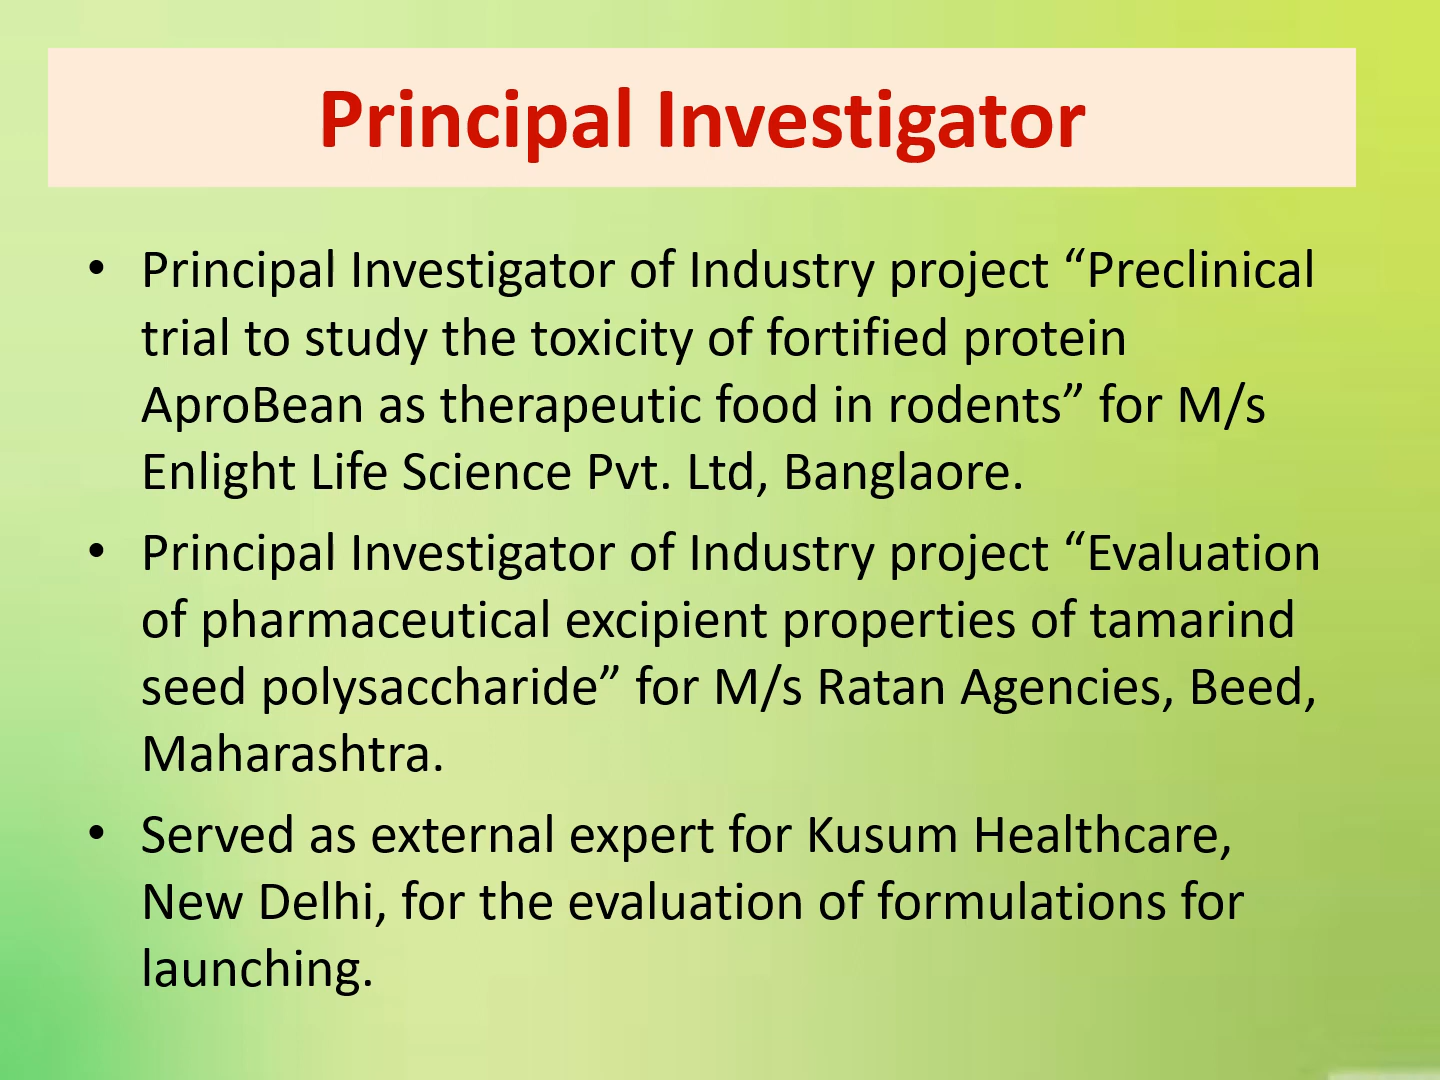 Principal Investigator
• Principal Investigator of Industry project “Preclinical
trial to study the toxicity of fortified protein
AproBean as therapeutic food in rodents” for M/s
Enlight Life Science Pvt. Ltd, Banglaore.
• Principal Investigator of Industry project “Evaluation
of pharmaceutical excipient properties of tamarind
seed polysaccharide” for M/s Ratan Agencies, Beed,
Maharashtra.
• Served as external expert for Kusum Healthcare,
New Delhi, for the evaluation of formulations for
launching.